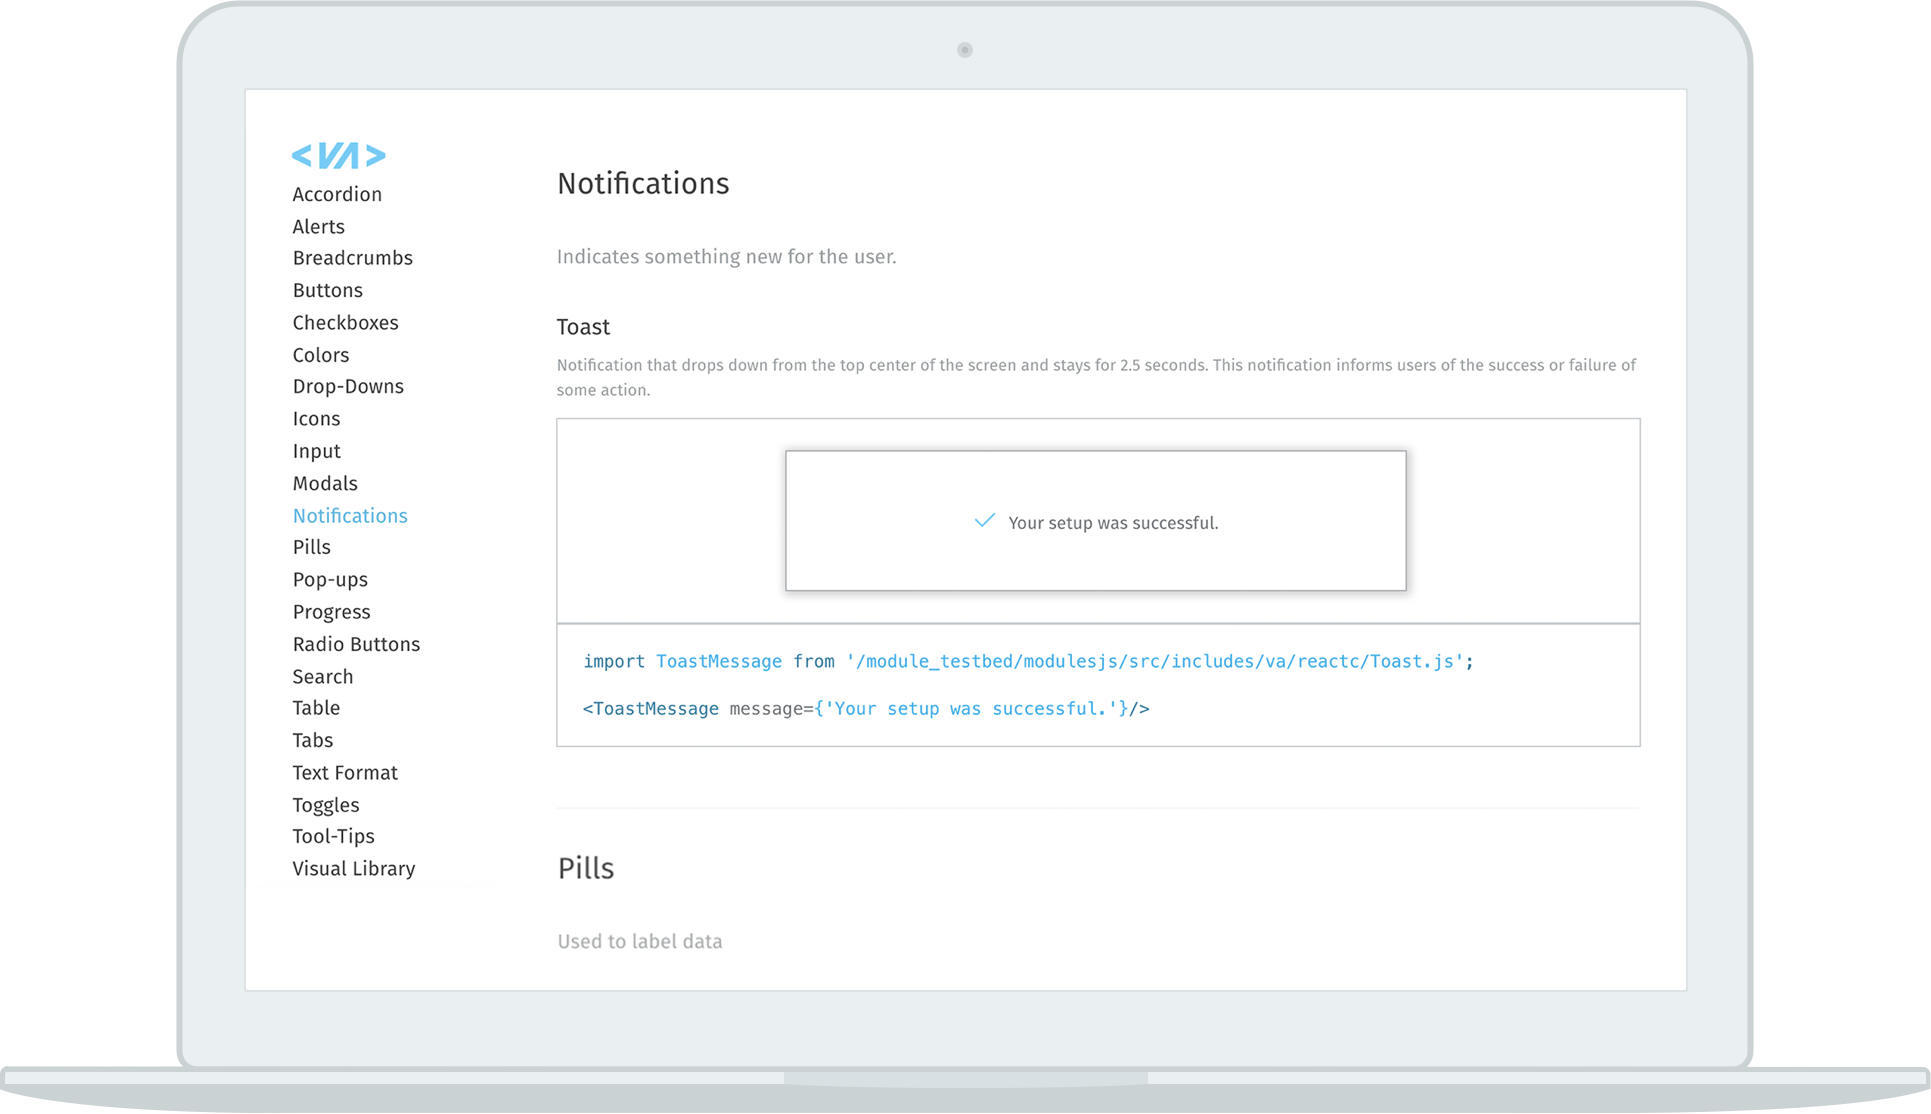 <VA>
Accordion
Alerts
Breadcrumbs
Buttons
Checkboxes
Colors
Drop-Downs
Icons
Input
Modals
Notifications
Pills
Pop-ups
Progress
Radio Buttons
Search
Table
Tabs
Text Format
Toggles
Tool-Tips
Visual Library
Notifications
Indicates something new for the user.
Toast
Notification that drops down from the top center of the screen and stays for 2.5 seconds. This notification informs users of the success or failure of
some action.
Your setup was successful.
import ToastMessage from '/module_testbed/modulesjs/src/includes/va/reactc/Toast.js';
<ToastMessage message={'Your setup was successful.'}/>
Pills
Used to label data